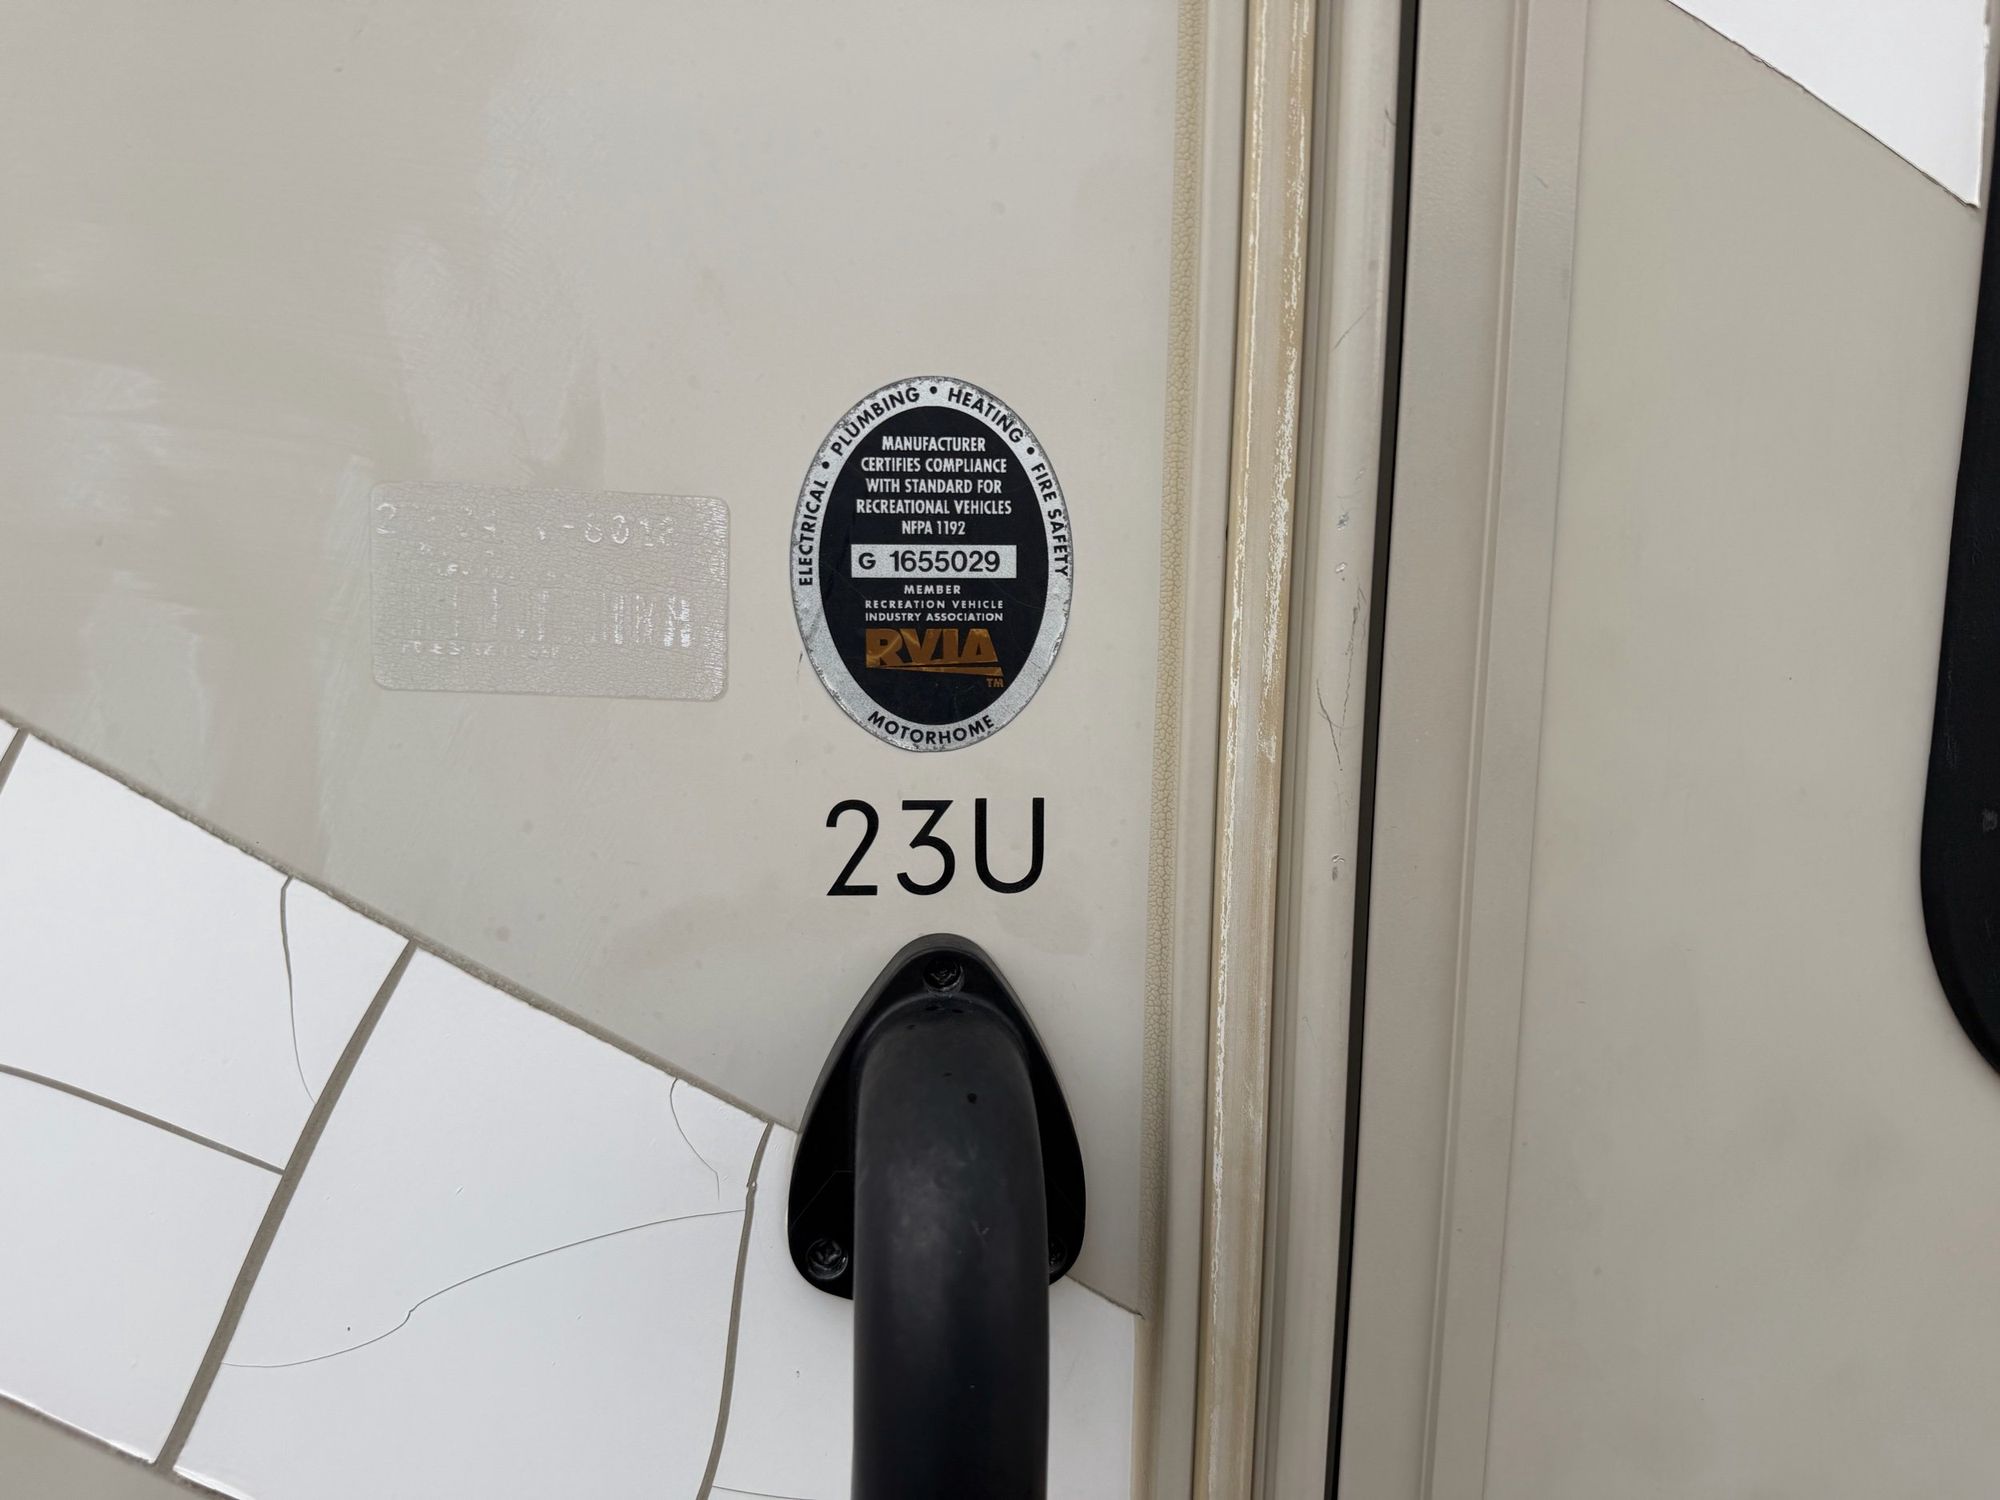 ELECTRICAL • PLUMBING • HEATING • FIRE SAFETY
MANUFACTURER
CERTIFIES COMPLIANCE
WITH STANDARD FOR
RECREATIONAL VEHICLES
NFPA 1192
G 1655029
MEMBER
RECREATION VEHICLE
INDUSTRY ASSOCIATION
RVIA
TM
MOTORHOME
23U